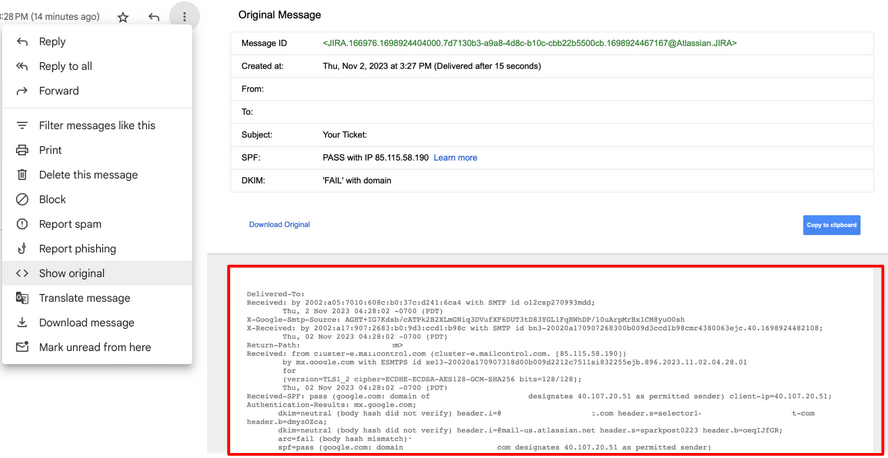 3:28 PM (14 minutes ago)
Reply
Reply to all
Forward
Filter messages like this
Print
Delete this message
Block
Report spam
Report phishing
Show original
Translate message
Download message
Mark unread from here
Original Message
Message ID <JIRA.166976.1698924404000.7d7130b3-a9a8-4d8c-b10c-cbb22b5500cb.1698924467167@Atlassian.JIRA>
Created at: Thu, Nov 2, 2023 at 3:27 PM (Delivered after 15 seconds)
From:
To:
Subject: Your Ticket:
SPF: PASS with IP 85.115.58.190 Learn more
DKIM: 'FAIL' with domain
Download Original
Copy to clipboard
Delivered-To:
Received: by 2002:a05:7010:608c:b0:37c:d241:6ca4 with SMTP id o12csp270993mdd;
Thu, 2 Nov 2023 04:28:02 -0700 (PDT)
X-Google-Smtp-Source: AGHT+IG7Kdsb/cATPk2B2XLmGNiq3DVufXF6DUT3tD83YGL1FqRWhDP/10uArpMrBx1CM8yuO0sh
X-Received: by 2002:a17:907:2683:b0:9d3:ccd1:b98c with SMTP id bn3-20020a170907268300b009d3ccd1b98cmr4380063ejc.40.1698924482108;
Thu, 02 Nov 2023 04:28:02 -0700 (PDT)
Return-Path: m>
Received: from cluster-e.mailcontrol.com (cluster-e.mailcontrol.com. [85.115.58.190])
by mx.google.com with ESMTPS id xe13-20020a170907318d00b009d2212c7511si832255ejb.896.2023.11.02.04.28.01
for
(version=TLS1_2 cipher=ECDHE-ECDSA-AES128-GCM-SHA256 bits=128/128);
Thu, 02 Nov 2023 04:28:02 -0700 (PDT)
Received-SPF: pass (google.com: domain of designates 40.107.20.51 as permitted sender) client-ip=40.107.20.51;
Authentication-Results: mx.google.com;
dkim=neutral (body hash did not verify) header.i=@ t.com header.s=selector1- t-com
header.b=dmyzOZca;
dkim=neutral (body hash did not verify) header.i=@mail-us.atlassian.net header.s=sparkpost0223 header.b=oeqIJfGR;
arc=fail (body hash mismatch)
spf=pass (google.com: domain com designates 40.107.20.51 as permitted sender)